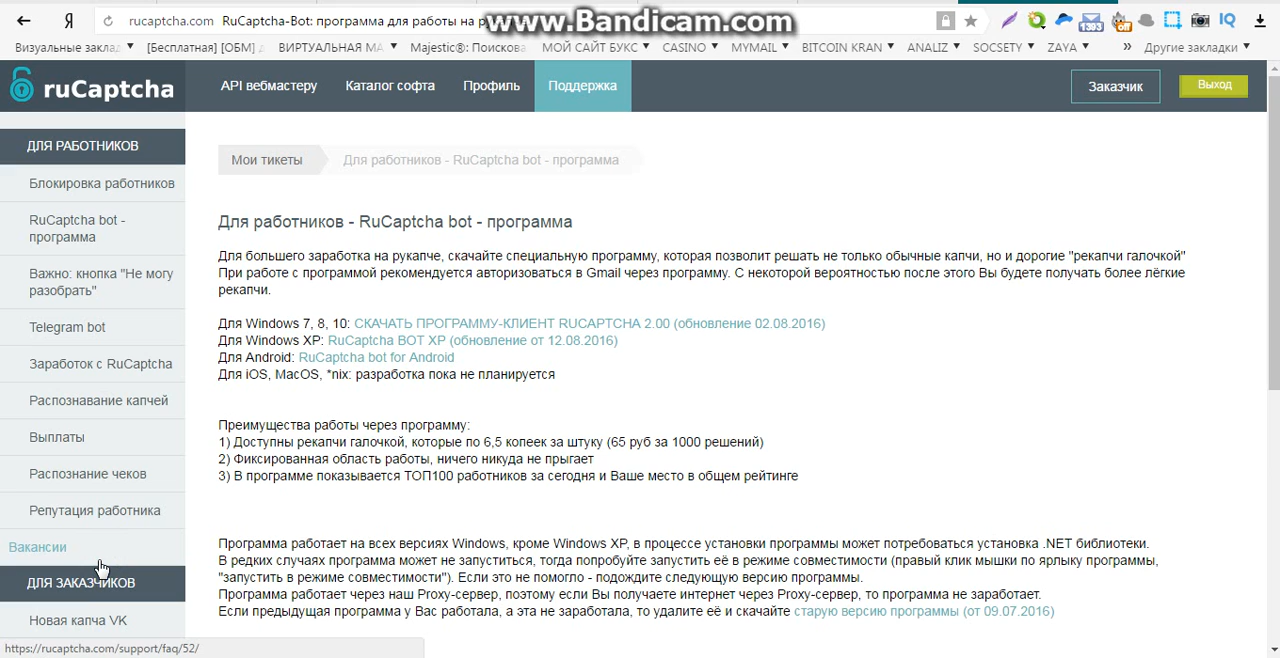 Я rucaptcha.com RuCaptcha-Bot: программа для работы на
www.Bandicam.com
1393 off IQ
Визуальные заклад [Бесплатная] [ОБМ] ВИРТУАЛЬНАЯ МА Majestic®: Поискова МОЙ САЙТ БУКС CASINO MYMAIL BITCOIN KRAN ANALIZ SOCSETY ZAYA » Другие закладки
ruCaptcha
API вебмастеру Каталог софта Профиль Поддержка Заказчик Выход
ДЛЯ РАБОТНИКОВ
Блокировка работников
RuCaptcha bot -
программа
Важно: кнопка "Не могу
разобрать"
Telegram bot
Заработок с RuCaptcha
Распознавание капчей
Выплаты
Распознание чеков
Репутация работника
Вакансии
ДЛЯ ЗАКАЗЧИКОВ
Новая капча VK
https://rucaptcha.com/support/faq/52/
Мои тикеты Для работников - RuCaptcha bot - программа
Для работников - RuCaptcha bot - программа
Для большего заработка на рукапче, скачайте специальную программу, которая позволит решать не только обычные капчи, но и дорогие "рекапчи галочкой"
При работе с программой рекомендуется авторизоваться в Gmail через программу. С некоторой вероятностью после этого Вы будете получать более лёгкие
рекапчи.
Для Windows 7, 8, 10: СКАЧАТЬ ПРОГРАММУ-КЛИЕНТ RUCAPTCHA 2.00 (обновление 02.08.2016)
Для Windows XP: RuCaptcha BOT XP (обновление от 12.08.2016)
Для Android: RuCaptcha bot for Android
Для iOS, MacOS, *nix: разработка пока не планируется
Преимущества работы через программу:
1) Доступны рекапчи галочкой, которые по 6,5 копеек за штуку (65 руб за 1000 решений)
2) Фиксированная область работы, ничего никуда не прыгает
3) В программе показывается ТОП100 работников за сегодня и Ваше место в общем рейтинге
Программа работает на всех версиях Windows, кроме Windows XP, в процессе установки программы может потребоваться установка .NET библиотеки.
В редких случаях программа может не запуститься, тогда попробуйте запустить её в режиме совместимости (правый клик мышки по ярлыку программы,
"запустить в режиме совместимости"). Если это не помогло - подождите следующую версию программы.
Программа работает через наш Proxy-сервер, поэтому если Вы получаете интернет через Proxy-сервер, то программа не заработает.
Если предыдущая программа у Вас работала, а эта не заработала, то удалите её и скачайте старую версию программы (от 09.07.2016)